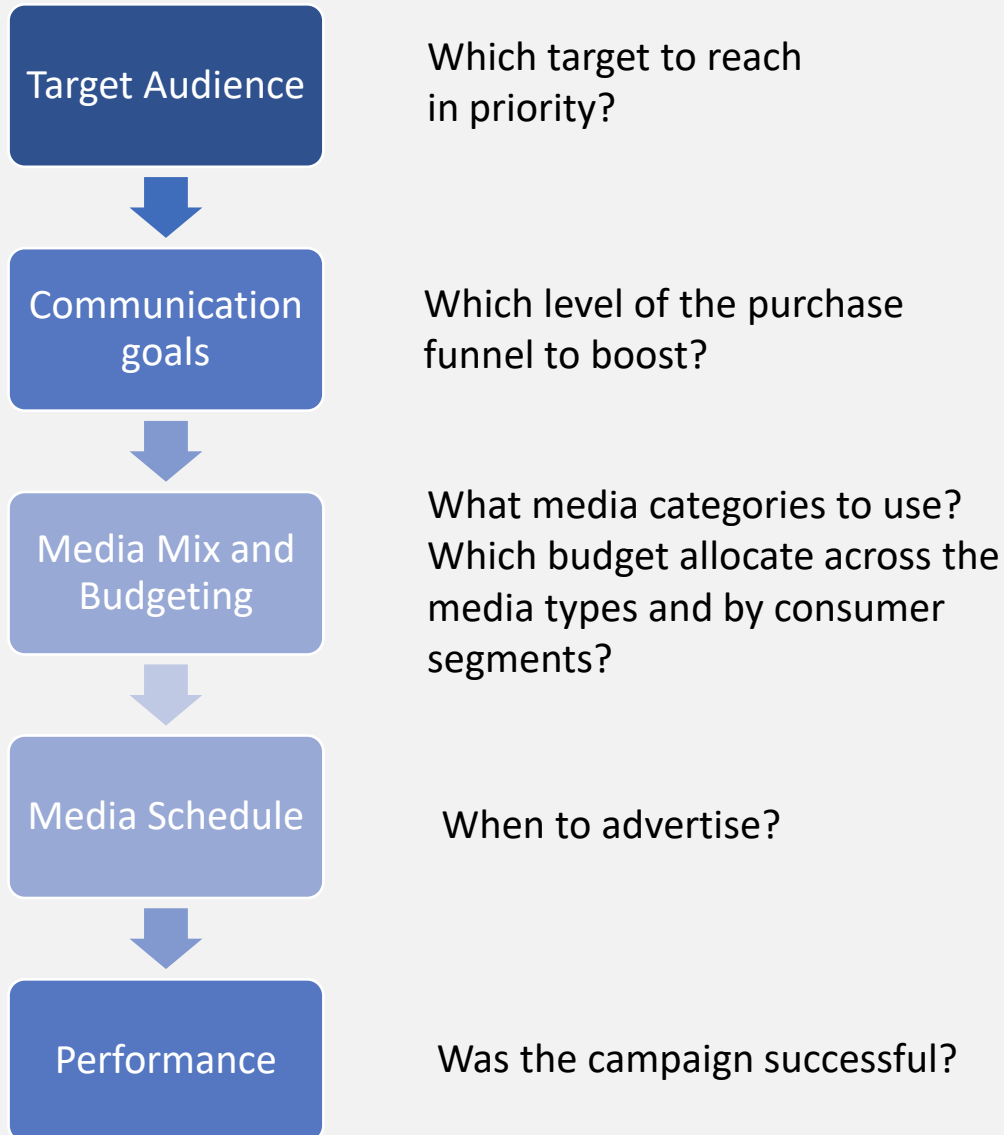 Target Audience
Which target to reach
in priority?
Communication
goals
Which level of the purchase
funnel to boost?
Media Mix and
Budgeting
What media categories to use?
Which budget allocate across the
media types and by consumer
segments?
Media Schedule
When to advertise?
Performance
Was the campaign successful?